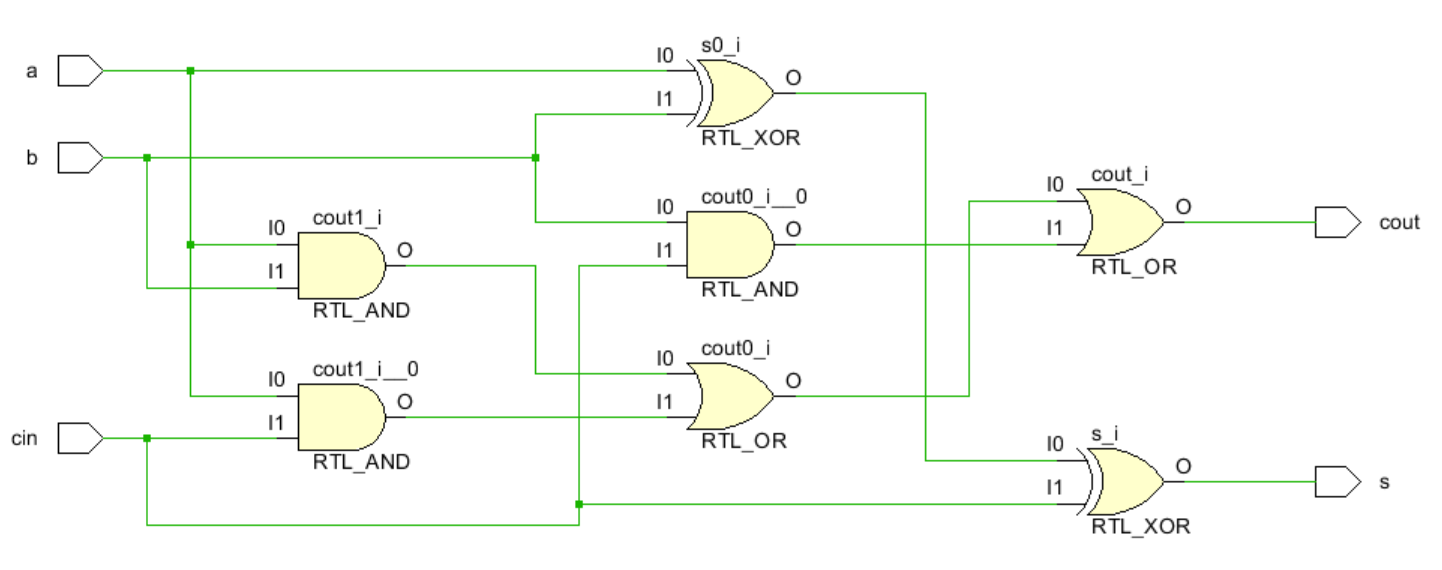 a
b
cin
I0
I1
s0_i
O
RTL_XOR
cout1_i
I0
I1
O
RTL_AND
cout0_i__0
I0
I1
O
RTL_AND
cout_i
I0
I1
O
RTL_OR
cout
cout1_i__0
I0
I1
O
RTL_AND
cout0_i
I0
I1
O
RTL_OR
s_i
I0
I1
O
RTL_XOR
s